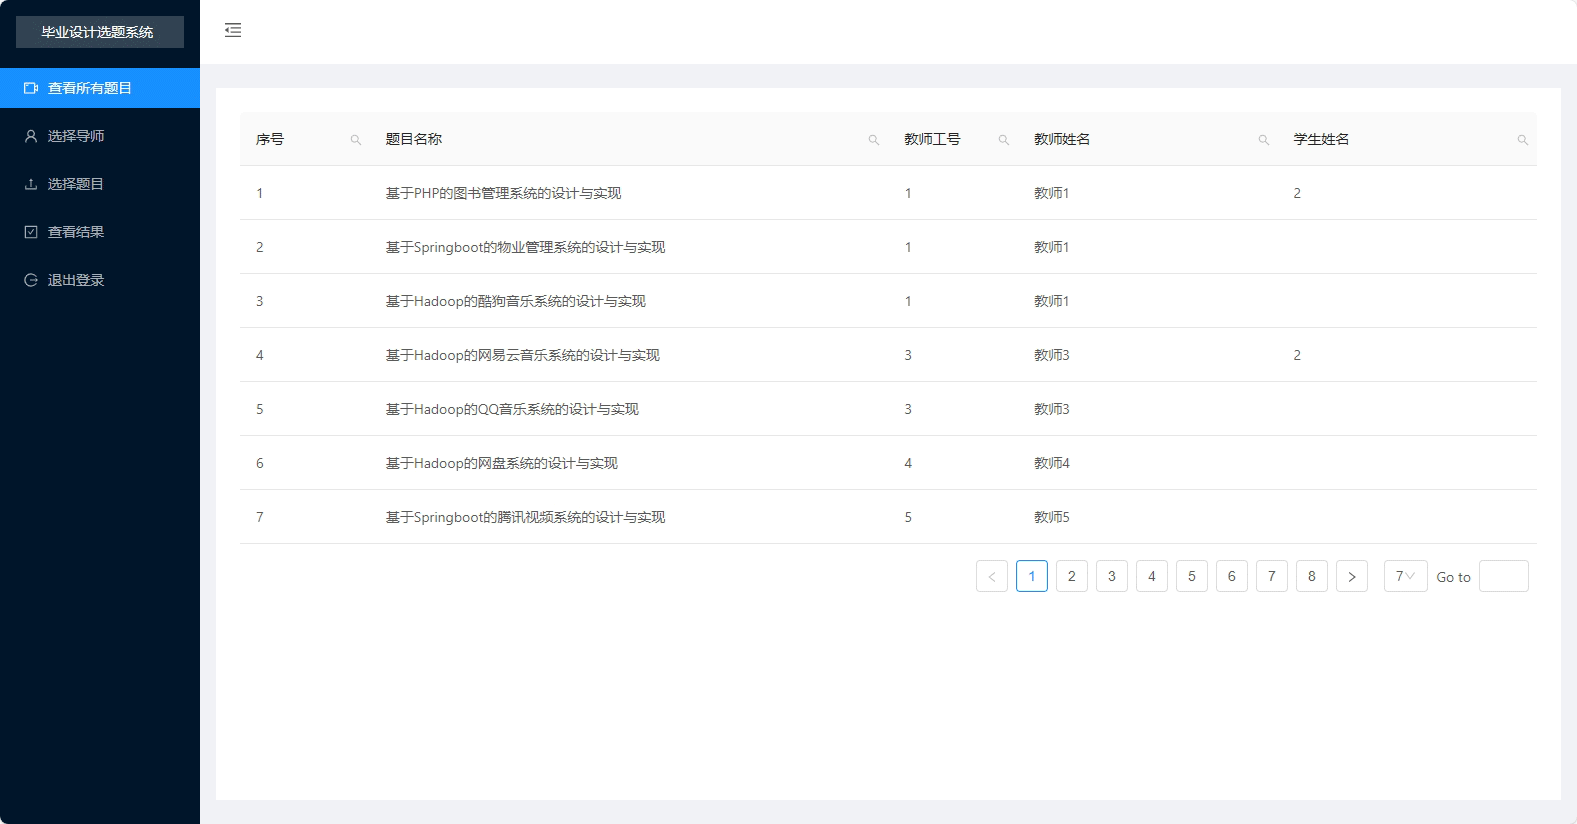 毕业设计选题系统
查看所有题目
选择导师
选择题目
查看结果
退出登录
序号 题目名称 教师工号 教师姓名 学生姓名
1 基于PHP的图书管理系统的设计与实现 1 教师1 2
2 基于Springboot的物业管理系统的设计与实现 1 教师1
3 基于Hadoop的酷狗音乐系统的设计与实现 1 教师1
4 基于Hadoop的网易云音乐系统的设计与实现 3 教师3 2
5 基于Hadoop的QQ音乐系统的设计与实现 3 教师3
6 基于Hadoop的网盘系统的设计与实现 4 教师4
7 基于Springboot的腾讯视频系统的设计与实现 5 教师5
< 1 2 3 4 5 6 7 8 > 7 Go to